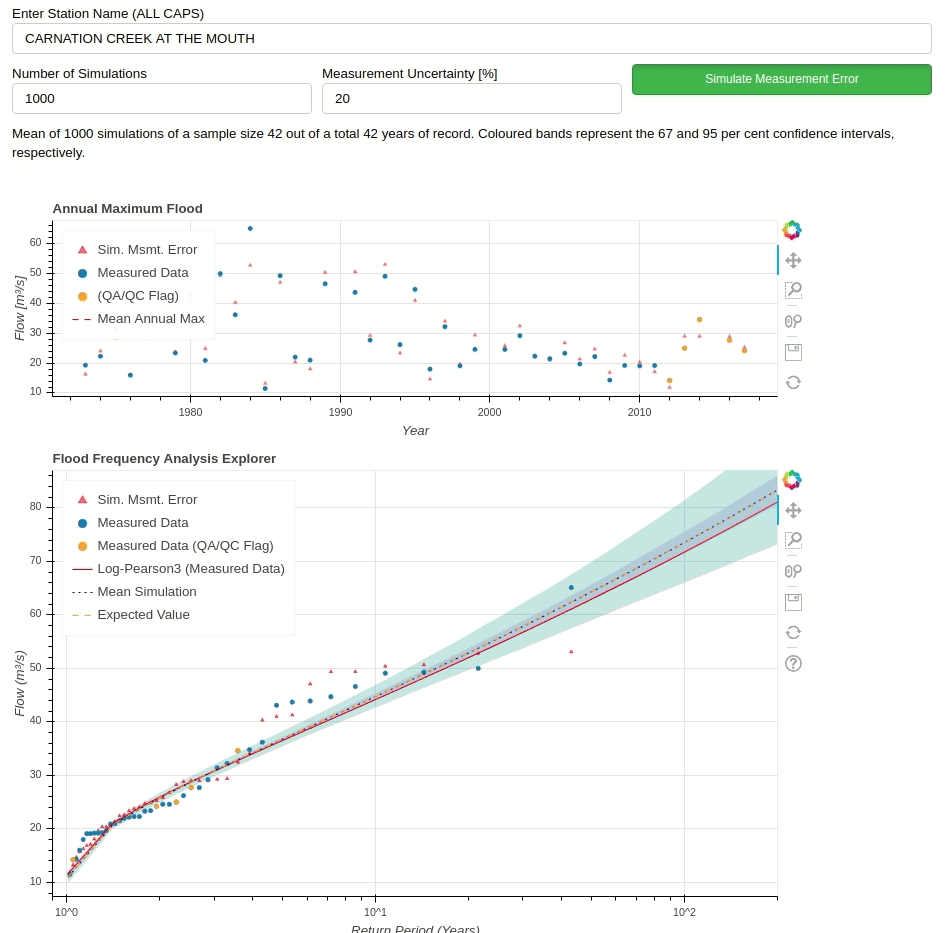 Enter Station Name (ALL CAPS)
CARNATION CREEK AT THE MOUTH
Number of Simulations
Measurement Uncertainty [%]
1000
20
Simulate Measurement Error
Mean of 1000 simulations of a sample size 42 out of a total 42 years of record. Coloured bands represent the 67 and 95 per cent confidence intervals,
respectively.
Annual Maximum Flood
Sim. Msmt. Error
Measured Data
(QA/QC Flag)
Mean Annual Max
Flow [m³/s]
60
50
40
30
20
10
1980
1990
2000
2010
Year
Flood Frequency Analysis Explorer
Sim. Msmt. Error
Measured Data
Measured Data (QA/QC Flag)
Log-Pearson3 (Measured Data)
Mean Simulation
Expected Value
Flow (m³/s)
80
70
60
50
40
30
20
10
10^0
10^1
10^2
Return Period (Years)